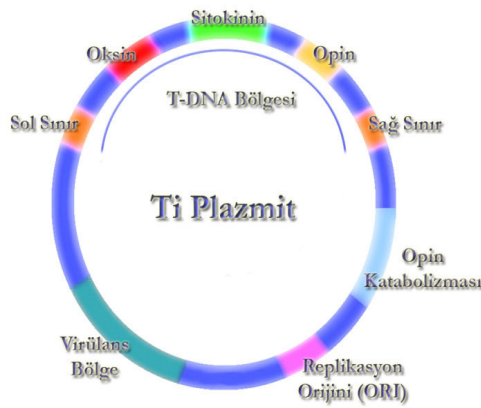 Sitokinin
Oksin
Opin
T-DNA Bölgesi
Sol Sınır
Sağ Sınır
Ti Plazmit
Opin
Katabolizması
Virülans
Bölge
Replikasyon
Orijini (ORI)